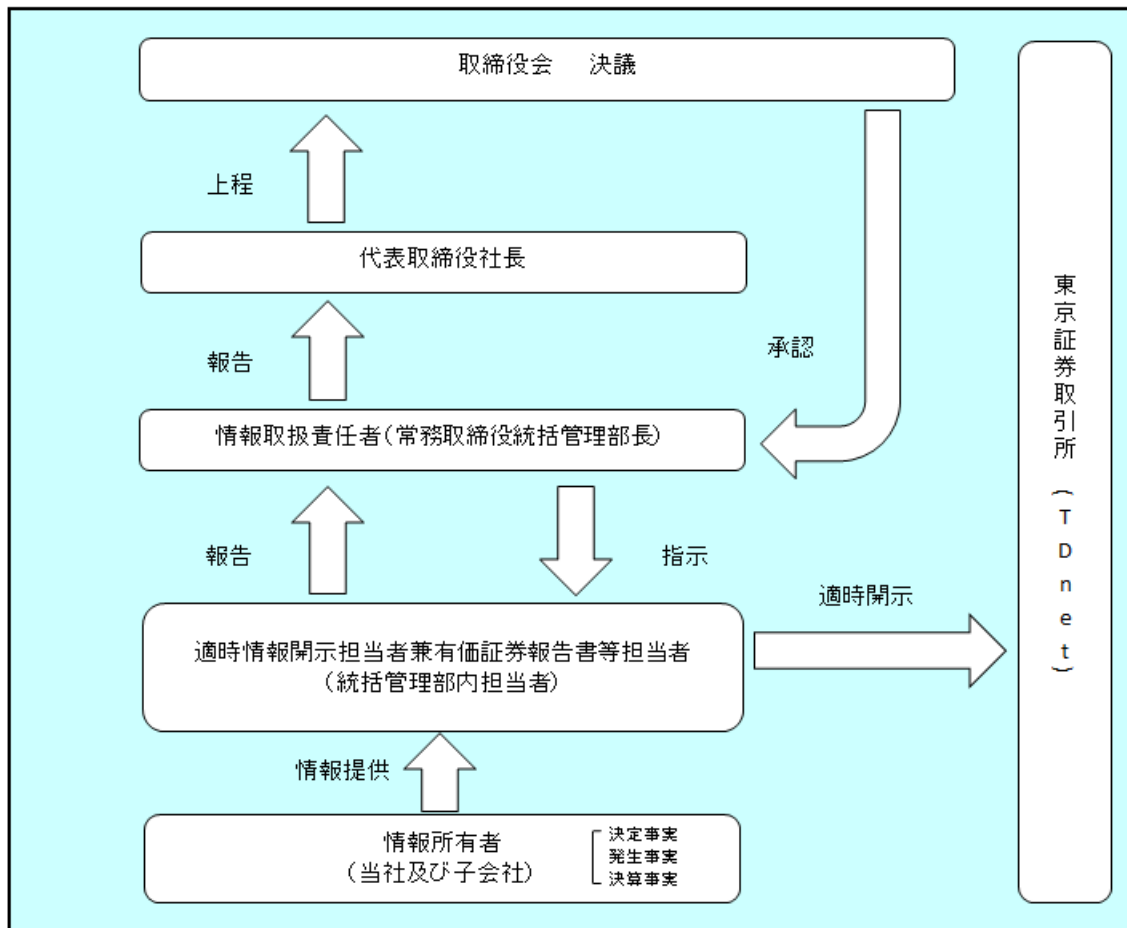 取締役会　決議
上程
代表取締役社長
報告
承認
情報取扱責任者(常務取締役統括管理部長)
報告
指示
適時開示
適時情報開示担当者兼有価証券報告書等担当者
(統括管理部内担当者)
情報提供
情報所有者
(当社及び子会社)
決定事実
発生事実
決算事実
東京証券取引所(TDnet)